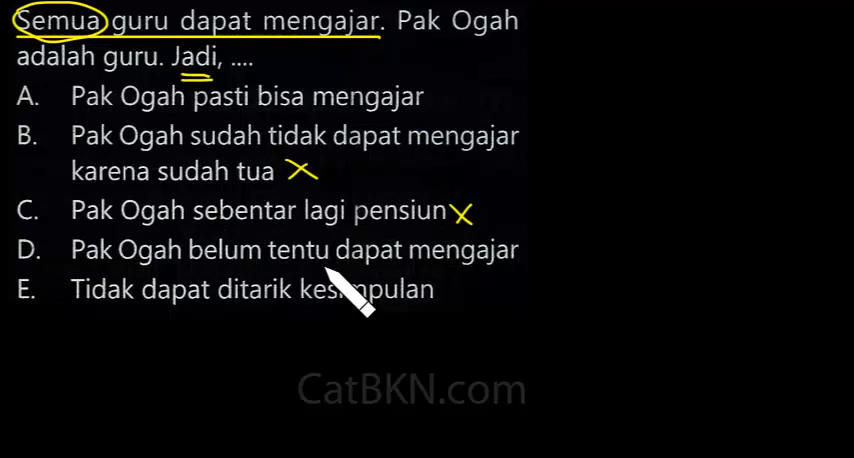 Semua guru dapat mengajar. Pak Ogah
adalah guru. Jadi, ....
A. Pak Ogah pasti bisa mengajar
B. Pak Ogah sudah tidak dapat mengajar
karena sudah tua
C. Pak Ogah sebentar lagi pensiun
D. Pak Ogah belum tentu dapat mengajar
E. Tidak dapat ditarik kesimpulan
CatBKN.com